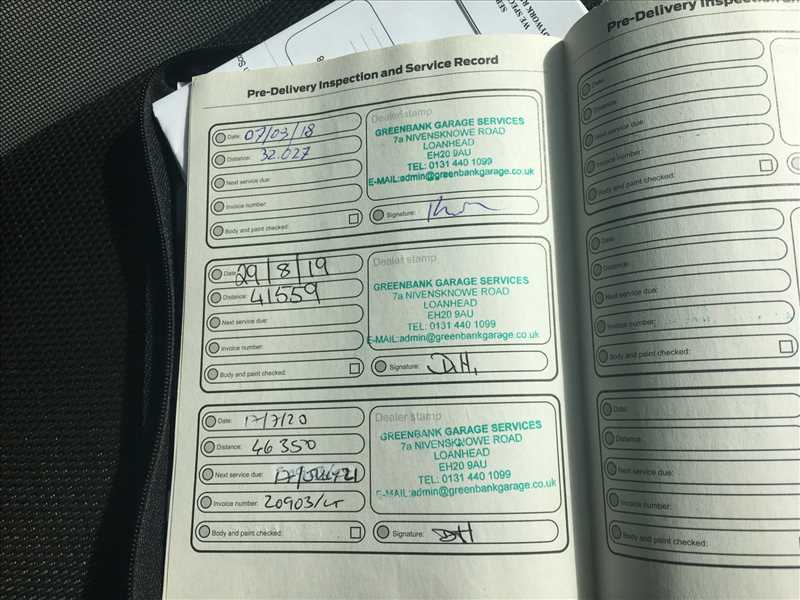 SER
WE SPECI
DYWORK R
Pre-Delivery Inspection and Service Record
Date: 07/03/18
Distance: 32.027
Next service due:
Invoice number:
Body and paint checked:
Dealer stamp
GREENBANK GARAGE SERVICES
7a NIVENSKNOWE ROAD
LOANHEAD
EH20 9AU
TEL: 0131 440 1099
E-MAIL:admin@greenbankgarage.co.uk
Signature:
Date: 29/8/19
Distance: 41559
Next service due:
Invoice number:
Body and paint checked:
Dealer stamp
GREENBANK GARAGE SERVICES
7a NIVENSKNOWE ROAD
LOANHEAD
EH20 9AU
TEL: 0131 440 1099
E-MAIL:admin@greenbankgarage.co.uk
Signature: DH,
Date: 17/7/20
Distance: 46350
Next service due:
Invoice number: 20903/LT
Body and paint checked:
Dealer stamp
GREENBANK GARAGE SERVICES
7a NIVENSKNOWE ROAD
LOANHEAD
EH20 9AU
TEL: 0131 440 1099
E-MAIL:admin@greenbankgarage.co.uk
Signature: DH
Pre-Delivery Inspection
Date:
Distance:
Next service due:
Invoice number:
Body and paint checked:
Date:
Distance:
Next service due:
Invoice number:
Body and paint checked:
Date:
Distance:
Next service due:
Invoice number:
Body and paint checked: